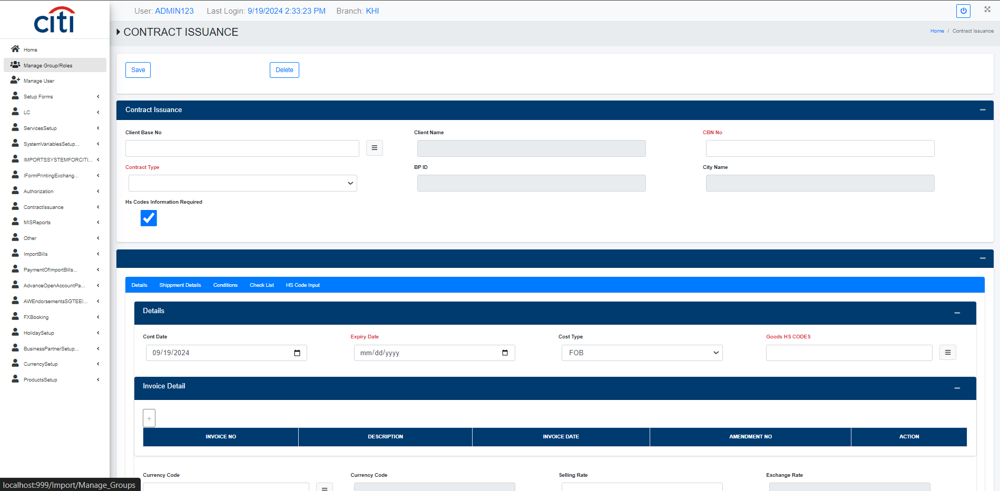 citi
User: ADMIN123 Last Login: 9/19/2024 2:33:23 PM Branch: KHI
CONTRACT ISSUANCE
Home / Contract Issuance
Home
Manage Group/Roles
Manage User
Setup Forms
LC
ServicesSetup
SystemVariablesSetup...
IMPORTSSYSTEMFORCITI...
IFormPrintingExchang...
Authorization
ContractIssuance
MISReports
Other
ImportBills
PaymentOfImportBills...
AdvanceOpenAccountPa...
AWEndorsementsSGTEEI...
FXBooking
HolidaySetup
BusinessPartnerSetup...
CurrencySetup
ProductsSetup
Save Delete
Contract Issuance
Client Base No Client Name CBN No
Contract Type BP ID City Name
Hs Codes Information Required
Details Shippment Details Conditions Check List HS Code Input
Details
Cont Date Expiry Date Cost Type Goods HS CODES
09/19/2024 mm/dd/yyyy FOB
Invoice Detail
+
INVOICE NO DESCRIPTION INVOICE DATE AMENDMENT NO ACTION
Currency Code Currency Code Selling Rate Exchange Rate
localhost:999/Import/Manage_Groups